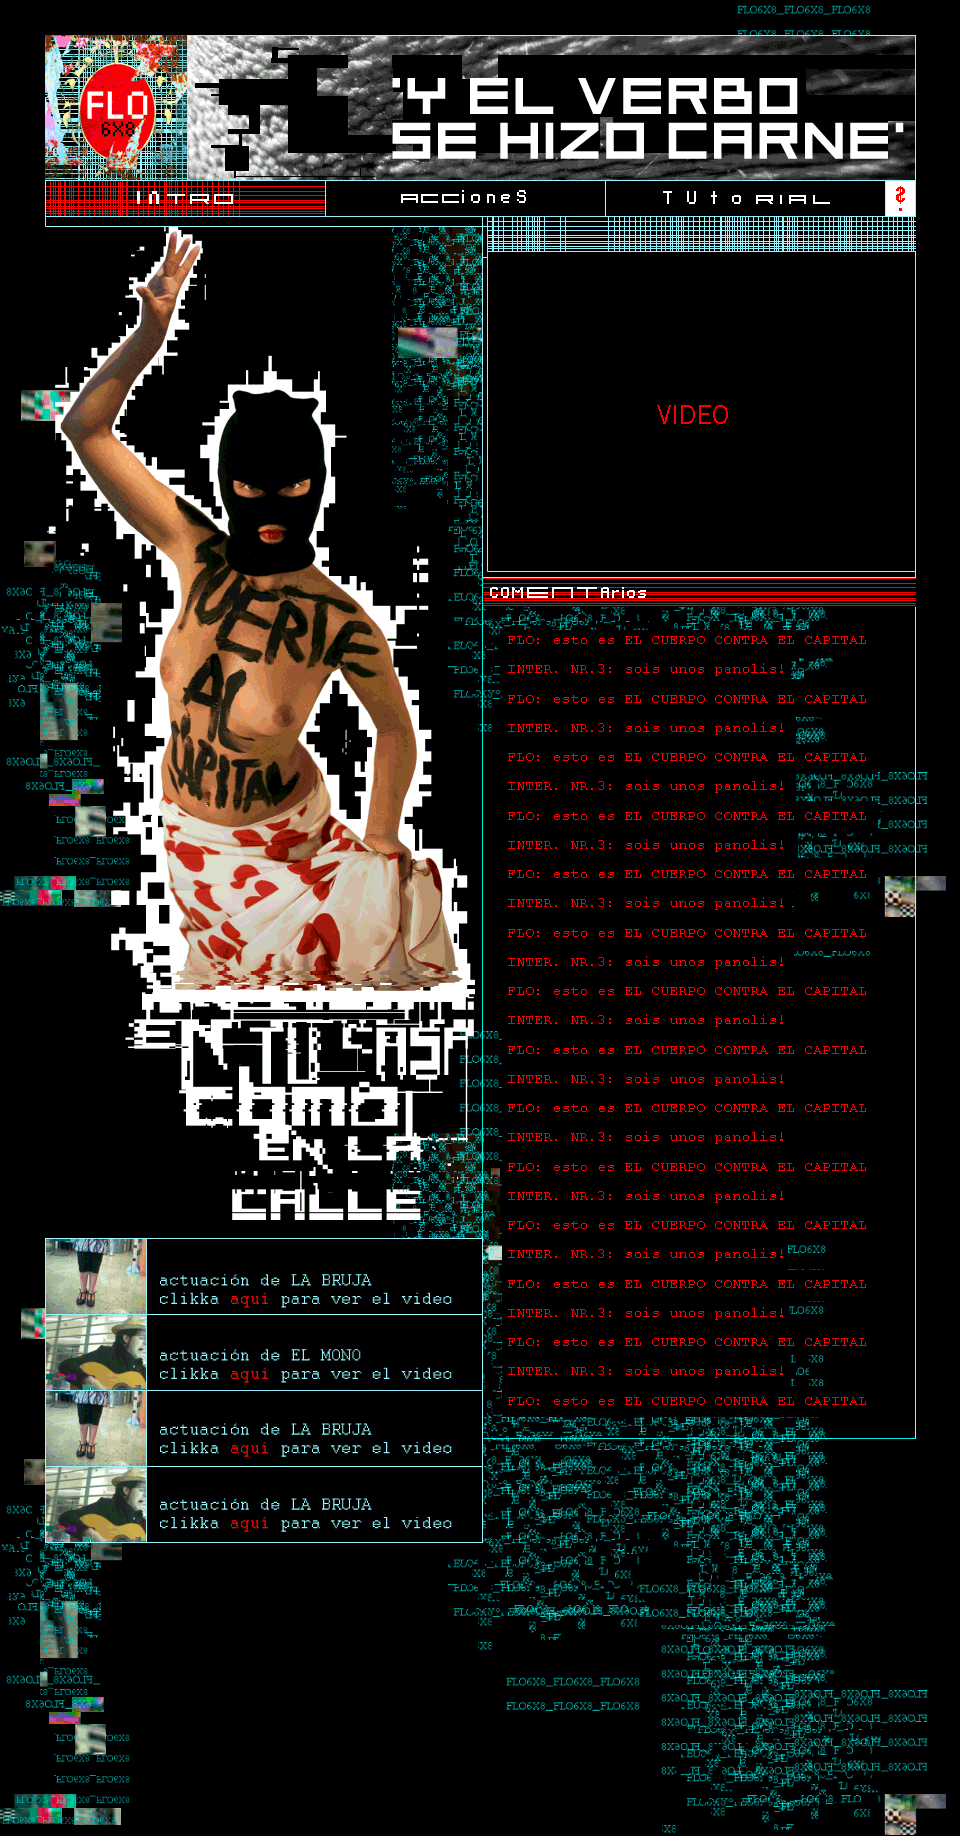 FLO6X8_FLO6X8_FLO6X8
FLO6X8_FLO6X8_FLO6X8
FLO
6X8
'Y EL VERBO
SE HIZO CARNE'
INTRO
ACCioneS
TUtoRIAL
?
VIDEO
MUERTE
AL
CAPITAL
COMENTArios
FLO: esto es EL CUERPO CONTRA EL CAPITAL
INTER. NR.3: sois unos panolis!
FLO: esto es EL CUERPO CONTRA EL CAPITAL
INTER. NR.3: sois unos panolis!
FLO: esto es EL CUERPO CONTRA EL CAPITAL
INTER. NR.3: sois unos panolis!
FLO: esto es EL CUERPO CONTRA EL CAPITAL
INTER. NR.3: sois unos panolis!
FLO: esto es EL CUERPO CONTRA EL CAPITAL
INTER. NR.3: sois unos panolis!
FLO: esto es EL CUERPO CONTRA EL CAPITAL
INTER. NR.3: sois unos panolis!
FLO: esto es EL CUERPO CONTRA EL CAPITAL
INTER. NR.3: sois unos panolis!
FLO: esto es EL CUERPO CONTRA EL CAPITAL
INTER. NR.3: sois unos panolis!
FLO: esto es EL CUERPO CONTRA EL CAPITAL
INTER. NR.3: sois unos panolis!
FLO: esto es EL CUERPO CONTRA EL CAPITAL
INTER. NR.3: sois unos panolis!
FLO: esto es EL CUERPO CONTRA EL CAPITAL
INTER. NR.3: sois unos panolis!
FLO: esto es EL CUERPO CONTRA EL CAPITAL
INTER. NR.3: sois unos panolis!
FLO: esto es EL CUERPO CONTRA EL CAPITAL
INTER. NR.3: sois unos panolis!
FLO: esto es EL CUERPO CONTRA EL CAPITAL
EN TU CASA
como
EN LA
CALLE
actuación de LA BRUJA
clikka aquí para ver el video
actuación de EL MONO
clikka aquí para ver el video
actuación de LA BRUJA
clikka aquí para ver el video
actuación de LA BRUJA
clikka aquí para ver el video
FLO6X8_FLO6X8_FLO6X8
FLO6X8_FLO6X8_FLO6X8